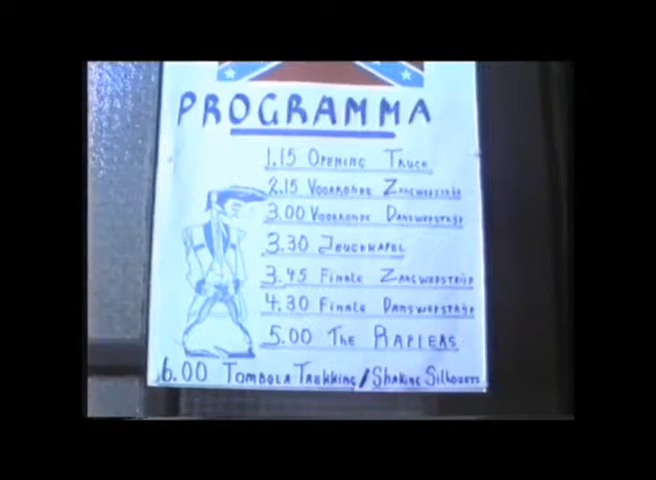 PROGRAMMA
1.15 OPENING TRUCK
2.15 VOORRONDE ZANGWEDSTRIJD
3.00 VOORRONDE DANSWEDSTRIJD
3.30 JEUGDKAPEL
3.45 FINALE ZANGWEDSTRIJD
4.30 FINALE DANSWEDSTRIJD
5.00 THE RAPIERS
6.00 TOMBOLA TREKKING/SHAKING SILHOUETS